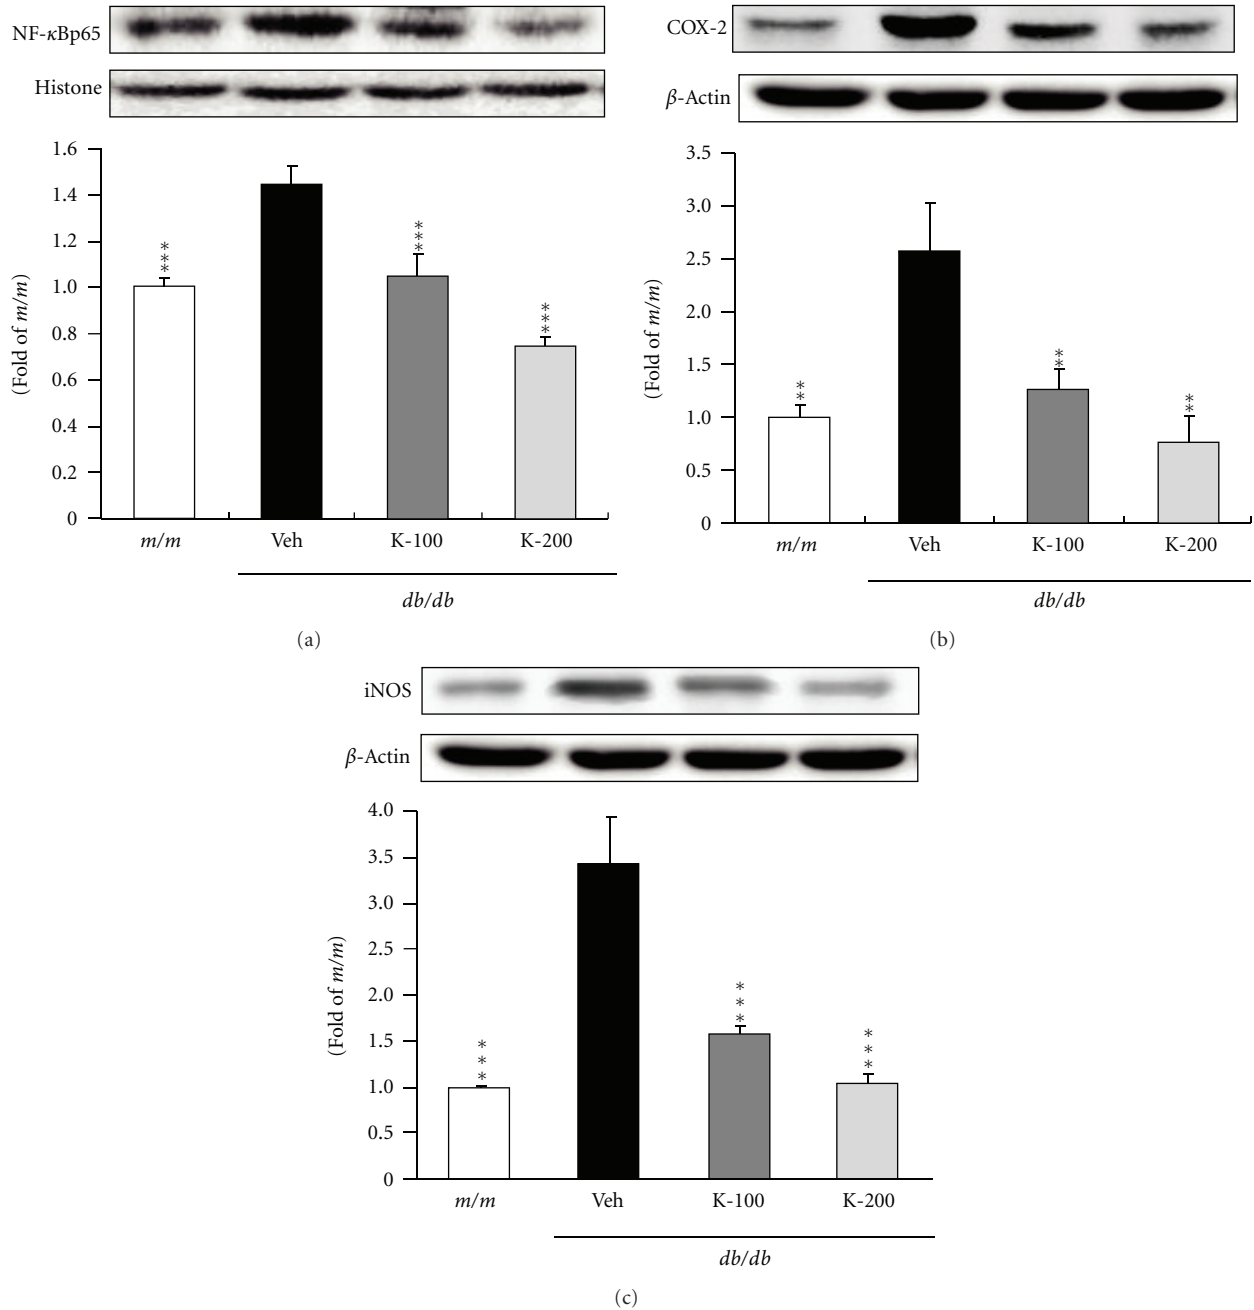 NF-κBp65
Histone
1.6
1.4
1.2
1.0
0.8
0.6
0.4
0.2
0
(Fold of m/m)
***
***
***
m/m Veh K-100 K-200
db/db
(a)
COX-2
β-Actin
3.5
3.0
2.5
2.0
1.5
1.0
0.5
0
(Fold of m/m)
**
**
**
m/m Veh K-100 K-200
db/db
(b)
iNOS
β-Actin
4.0
3.5
3.0
2.5
2.0
1.5
1.0
0.5
0
(Fold of m/m)
***
***
***
m/m Veh K-100 K-200
db/db
(c)